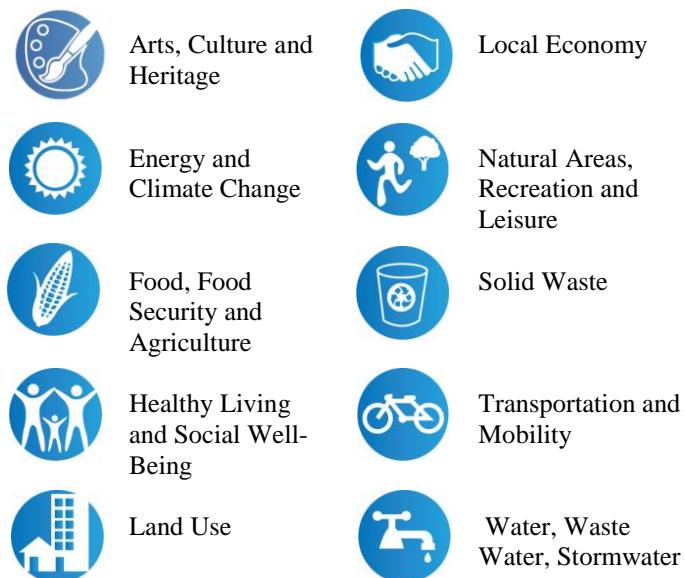 Arts, Culture and
Heritage
Local Economy
Energy and
Climate Change
Natural Areas,
Recreation and
Leisure
Food, Food
Security and
Agriculture
Solid Waste
Healthy Living
and Social Well-
Being
Transportation and
Mobility
Land Use
Water, Waste
Water, Stormwater